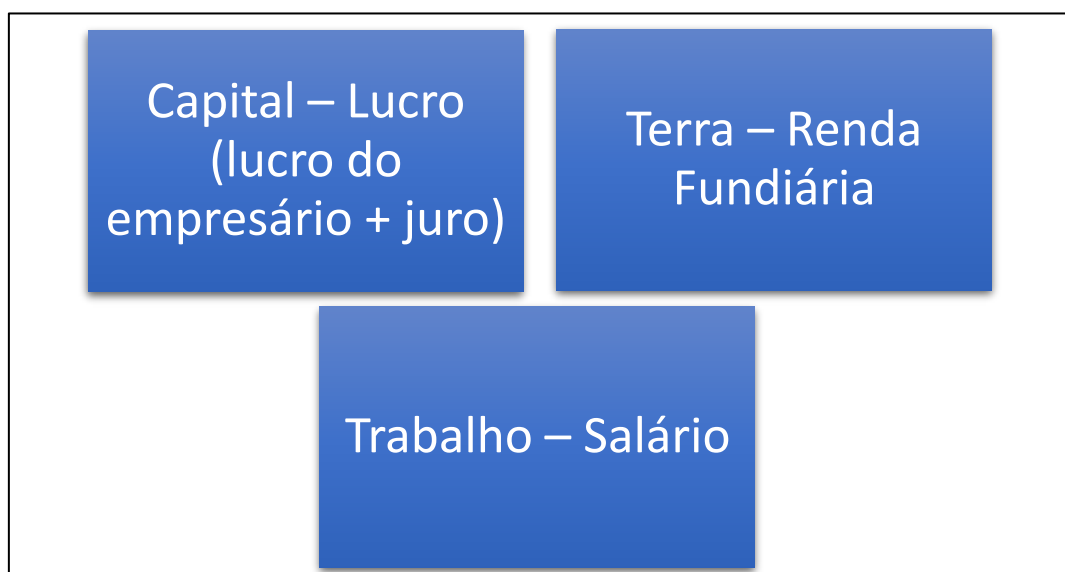 Capital – Lucro
(lucro do
empresário + juro)
Terra – Renda
Fundiária
Trabalho – Salário